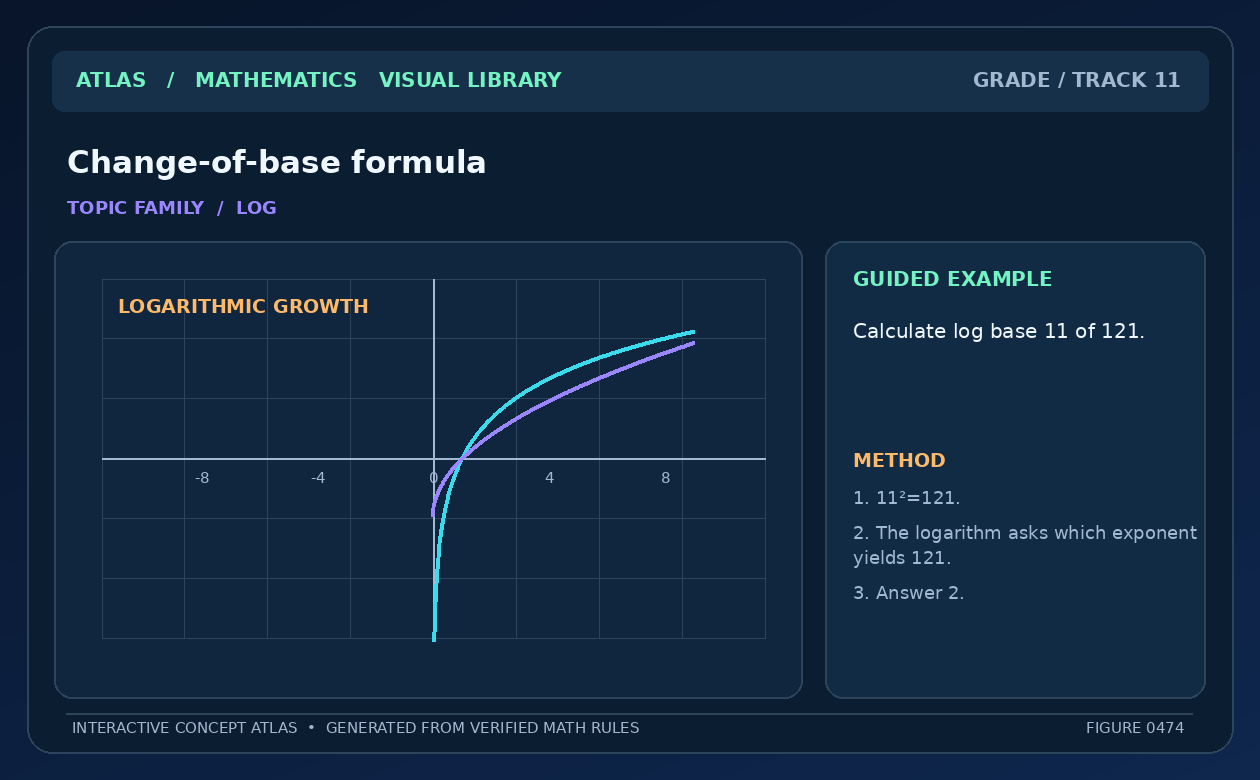 ATLAS / MATHEMATICS VISUAL LIBRARY
GRADE / TRACK 11
Change-of-base formula
TOPIC FAMILY / LOG
LOGARITHMIC GROWTH
-8 -4 0 4 8
GUIDED EXAMPLE
Calculate log base 11 of 121.
METHOD
1. 11²=121.
2. The logarithm asks which exponent
yields 121.
3. Answer 2.
INTERACTIVE CONCEPT ATLAS • GENERATED FROM VERIFIED MATH RULES
FIGURE 0474